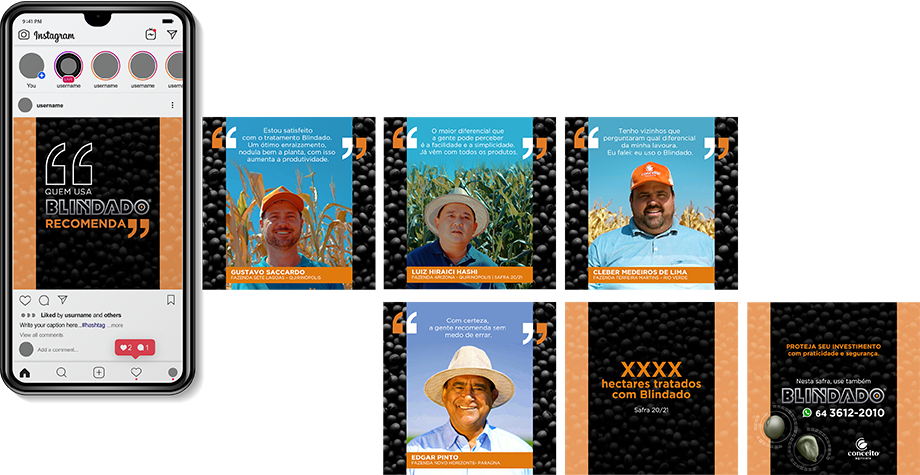 9:41 PM
Instagram
You
LIVE
username
username
username
usern
username
QUEM USA
BLINDADO
RECOMENDA
Liked by usurname and others
Write your caption here...#hashtag ...more
View all comments
Add a comment...
2 1
Estou satisfeito
com o tratamento Blindado.
Um ótimo enraizamento,
nodula bem a planta, com isso
aumenta a produtividade.
GUSTAVO SACCARDO
FAZENDA SETE LAGOAS - QUIRINÓPOLIS
O maior diferencial que
a gente pode perceber
é a facilidade e a simplicidade.
Já vêm com todos os produtos.
LUIZ HIRAICI HASHI
FAZENDA ARIZONA - QUIRINÓPOLIS | SAFRA 20/21
Tenho vizinhos que
perguntaram qual diferencial
da minha lavoura.
Eu falei: eu uso o Blindado.
conceito
agrícola
CLEBER MEDEIROS DE LIMA
FAZENDA FERREIRA MARTINS - RIO VERDE
Com certeza,
a gente recomenda sem
medo de errar.
EDGAR PINTO
FAZENDA NOVO HORIZONTE- PARAÚNA
XXXX
hectares tratados
com Blindado
Safra 20/21
PROTEJA SEU INVESTIMENTO
com praticidade e segurança.
Nesta safra, use também
BLINDADO
64 3612-2010
conceito
agrícola